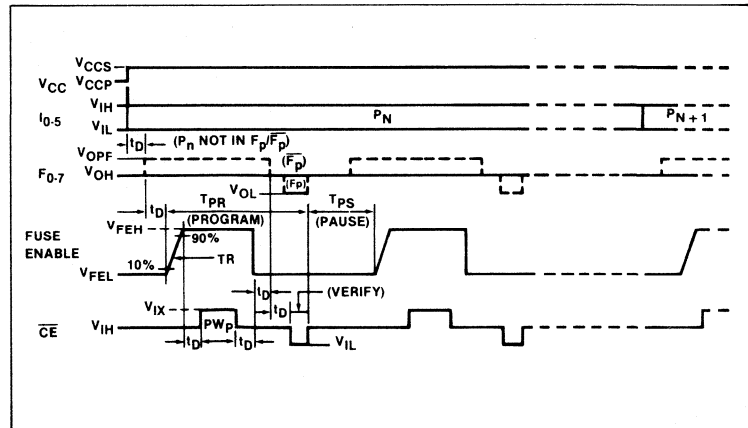 VCCS
VCC VCCP
VIH
I0-5 PN PN + 1
VIL
tD (Pn NOT IN Fp/F̅p̅)
VOPF (F̅p̅)
F0-7 VOH
VOL (Fp)
tD TPR TPS
(PROGRAM) (PAUSE)
VFEH
FUSE 90%
ENABLE 10% TR
VFEL
tD
tD (VERIFY)
VIX
VIH PWP
C̅E̅ tD tD VIL